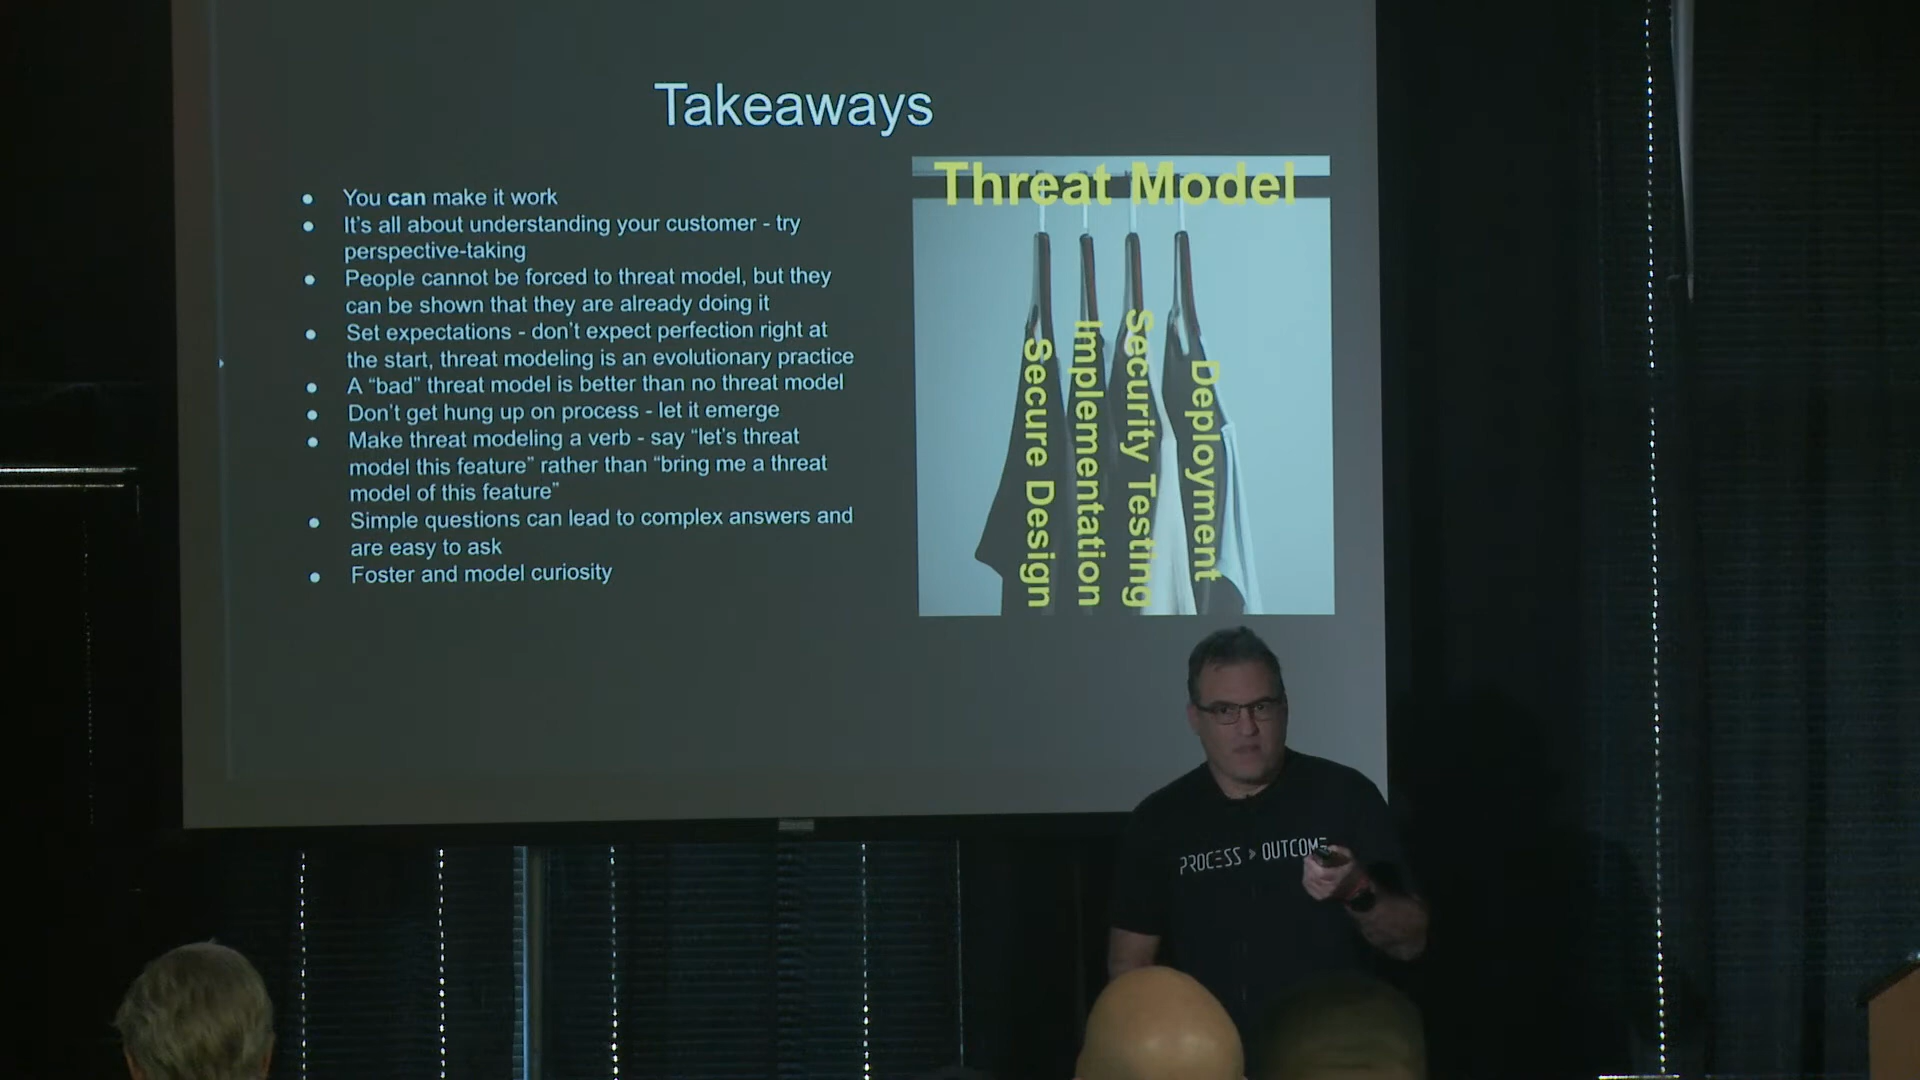 Takeaways
● You can make it work
● It's all about understanding your customer - try
perspective-taking
● People cannot be forced to threat model, but they
can be shown that they are already doing it
● Set expectations - don't expect perfection right at
the start, threat modeling is an evolutionary practice
● A “bad” threat model is better than no threat model
● Don't get hung up on process - let it emerge
● Make threat modeling a verb - say “let's threat
model this feature” rather than “bring me a threat
model of this feature”
● Simple questions can lead to complex answers and
are easy to ask
● Foster and model curiosity
Threat Model
Secure Design
Implementation
Security Testing
Deployment
PROCESS > OUTCOME